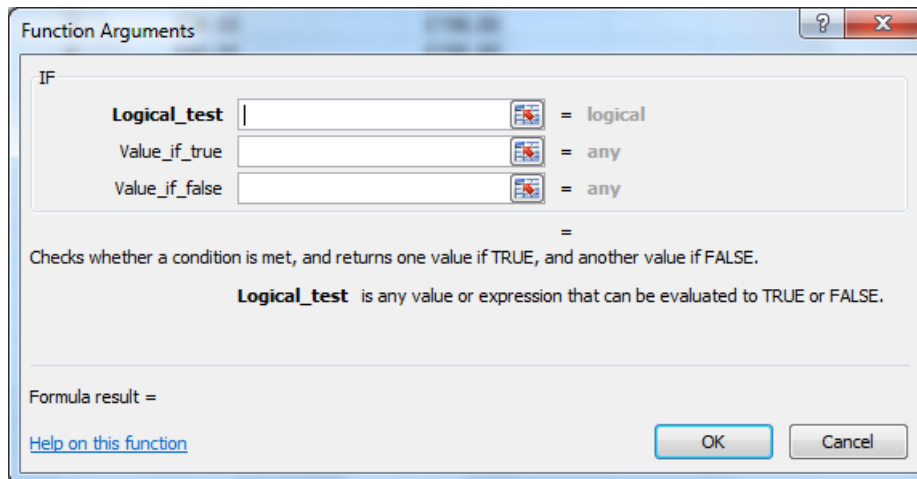 Function Arguments
?
IF
Logical_test = logical
Value_if_true = any
Value_if_false = any
=
Checks whether a condition is met, and returns one value if TRUE, and another value if FALSE.
Logical_test is any value or expression that can be evaluated to TRUE or FALSE.
Formula result =
Help on this function
OK
Cancel